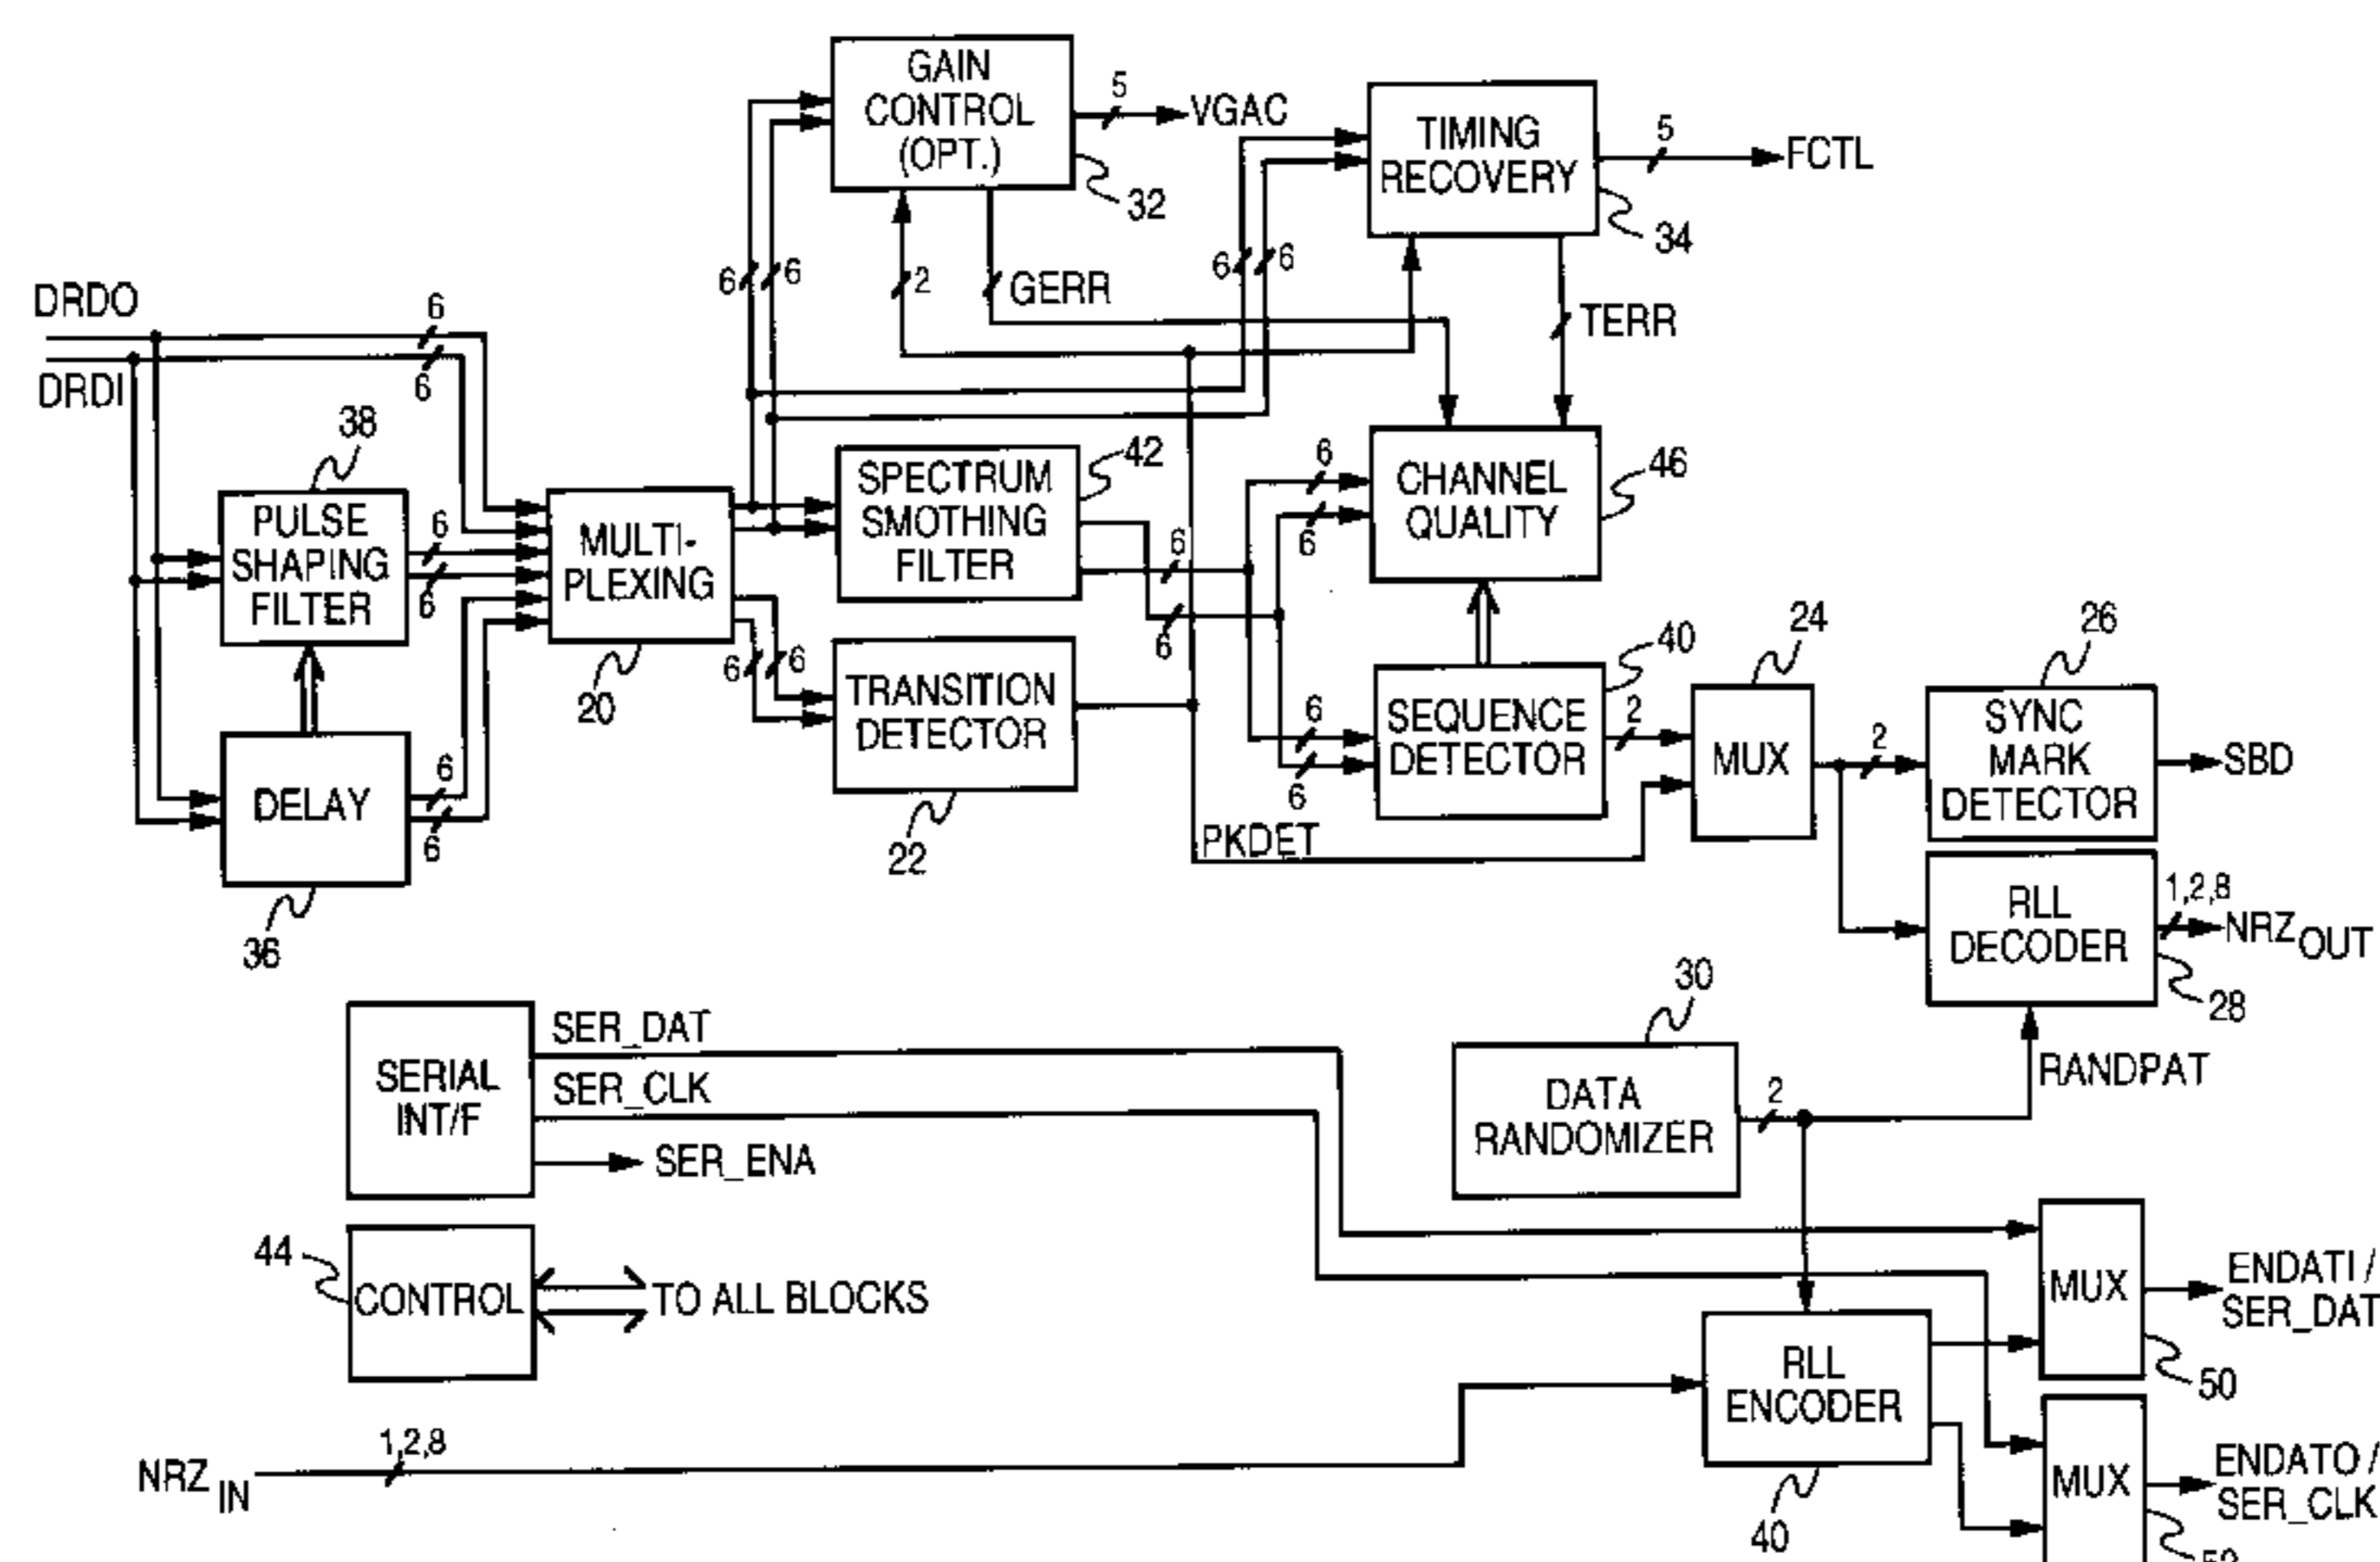 GAIN
CONTROL
(OPT.)
5
VGAC
32
TIMING
RECOVERY
5
FCTL
34
6
6
2
GERR
6
6
TERR
DRDO
6
DRDI
6
38
PULSE
SHAPING
FILTER
6
6
MULTI-
PLEXING
20
SPECTRUM
SMOTHING
FILTER
42
6
6
6
6
CHANNEL
QUALITY
46
6
6
TRANSITION
DETECTOR
22
DELAY
6
6
36
6
6
SEQUENCE
DETECTOR
40
2
PKDET
24
MUX
2
26
SYNC
MARK
DETECTOR
SBD
RLL
DECODER
1,2,8
NRZ OUT
28
RANDPAT
30
DATA
RANDOMIZER
2
SERIAL
INT/F
SER_DAT
SER_CLK
SER_ENA
44
CONTROL
TO ALL BLOCKS
MUX
ENDATI /
SER_DAT
50
RLL
ENCODER
40
NRZ IN
1,2,8
MUX
ENDATO /
SER_CLK